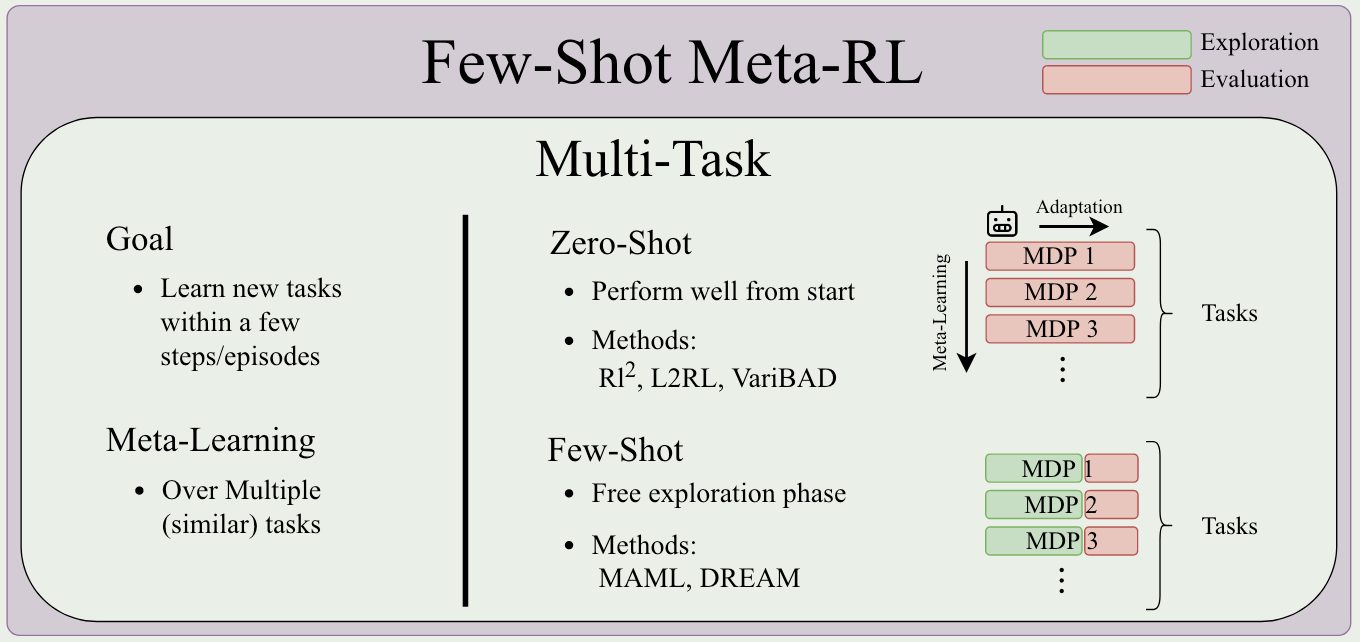 Few-Shot Meta-RL
Exploration
Evaluation
Multi-Task
Goal
• Learn new tasks
within a few
steps/episodes
Meta-Learning
• Over Multiple
(similar) tasks
Zero-Shot
• Perform well from start
• Methods:
Rl², L2RL, VariBAD
Adaptation
Meta-Learning
MDP 1
MDP 2
MDP 3
⋮
Tasks
Few-Shot
• Free exploration phase
• Methods:
MAML, DREAM
MDP 1
MDP 2
MDP 3
⋮
Tasks